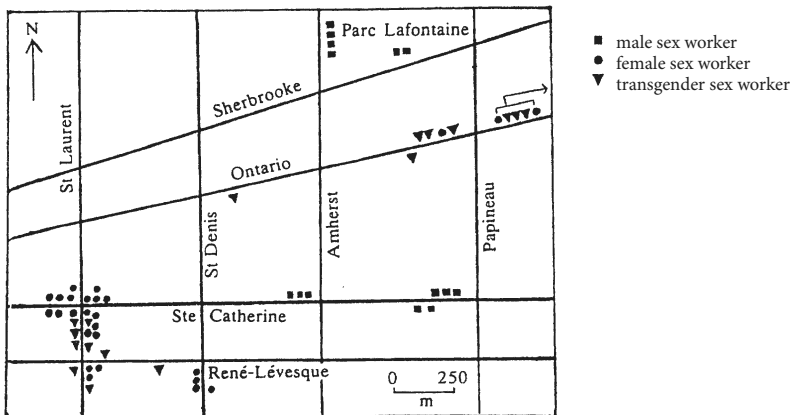 N
Parc Lafontaine
Sherbrooke
St Laurent
Ontario
St Denis
Amherst
Papineau
Ste Catherine
René-Lévesque
0 250
m
male sex worker
female sex worker
transgender sex worker